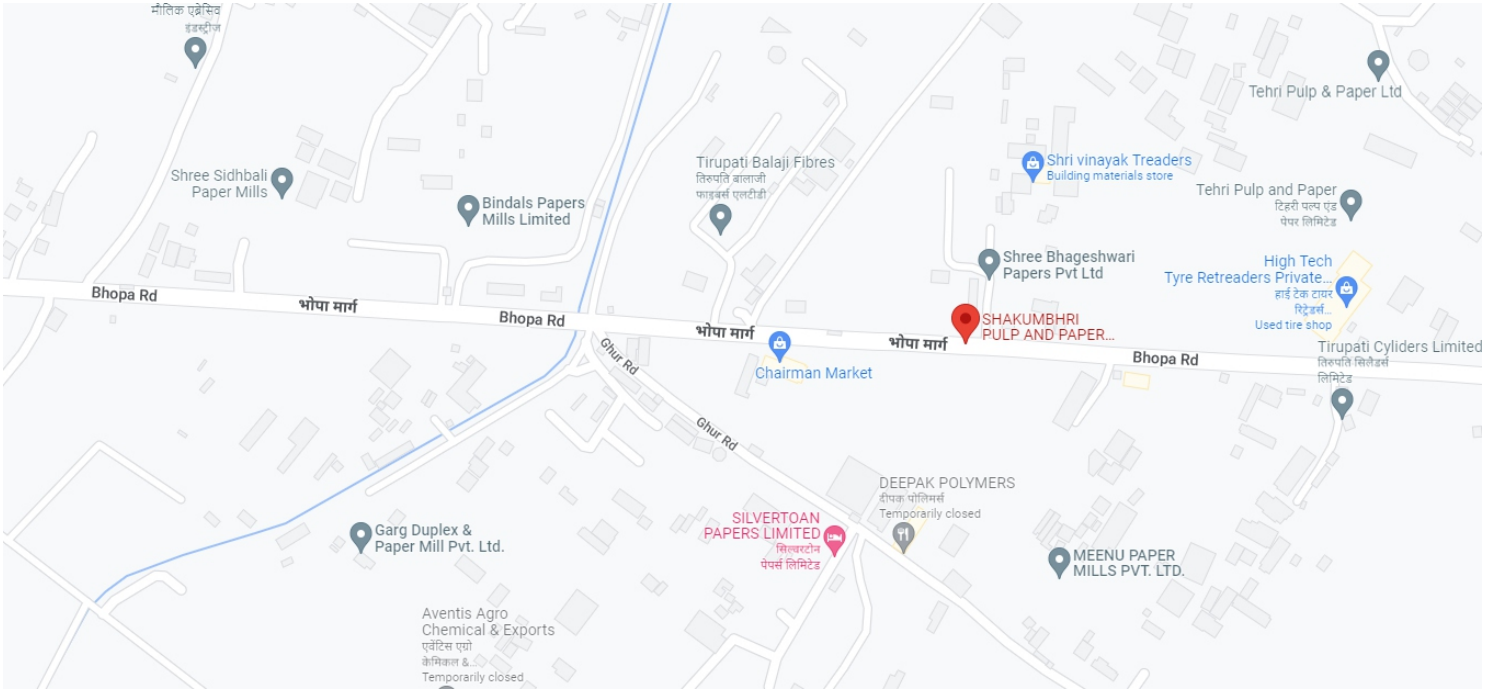 मौलिक एब्रेसिव
इंडस्ट्रीज
Tehri Pulp & Paper Ltd
Shree Sidhbali
Paper Mills
Bindals Papers
Mills Limited
Tirupati Balaji Fibres
तिरुपति बालाजी
फाइबर्स एलटीडी
Shri vinayak Treaders
Building materials store
Tehri Pulp and Paper
टिहरी पल्प एंड
पेपर लिमिटेड
Shree Bhageshwari
Papers Pvt Ltd
High Tech
Tyre Retreaders Private...
हाई टेक टायर
रिट्रेडर्स...
Used tire shop
Bhopa Rd
भोपा मार्ग
Bhopa Rd
भोपा मार्ग
भोपा मार्ग
Bhopa Rd
SHAKUMBHRI
PULP AND PAPER...
Chairman Market
Tirupati Cyliders Limited
तिरुपति सिलैडर्स
लिमिटेड
Ghur Rd
Ghur Rd
DEEPAK POLYMERS
दीपक पोलिमर्स
Temporarily closed
SILVERTOAN
PAPERS LIMITED
सिल्वरटोन
पेपर्स लिमिटेड
Garg Duplex &
Paper Mill Pvt. Ltd.
MEENU PAPER
MILLS PVT. LTD.
Aventis Agro
Chemical & Exports
एवेंटिस एग्रो
केमिकल &...
Temporarily closed